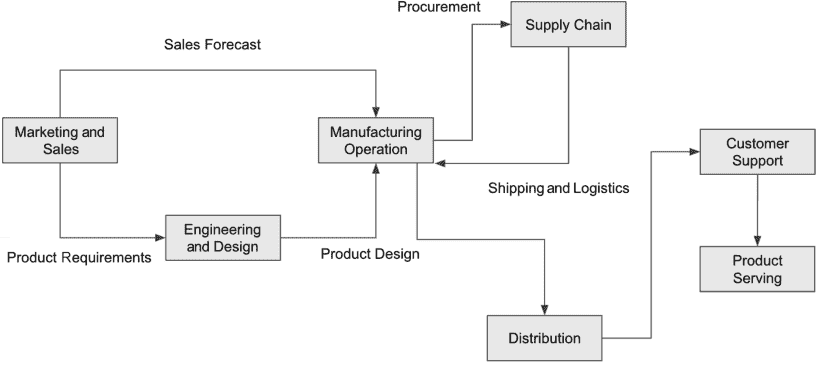 Procurement
Supply Chain
Sales Forecast
Marketing and
Sales
Manufacturing
Operation
Customer
Support
Shipping and Logistics
Engineering
and Design
Product Requirements
Product Design
Product
Serving
Distribution